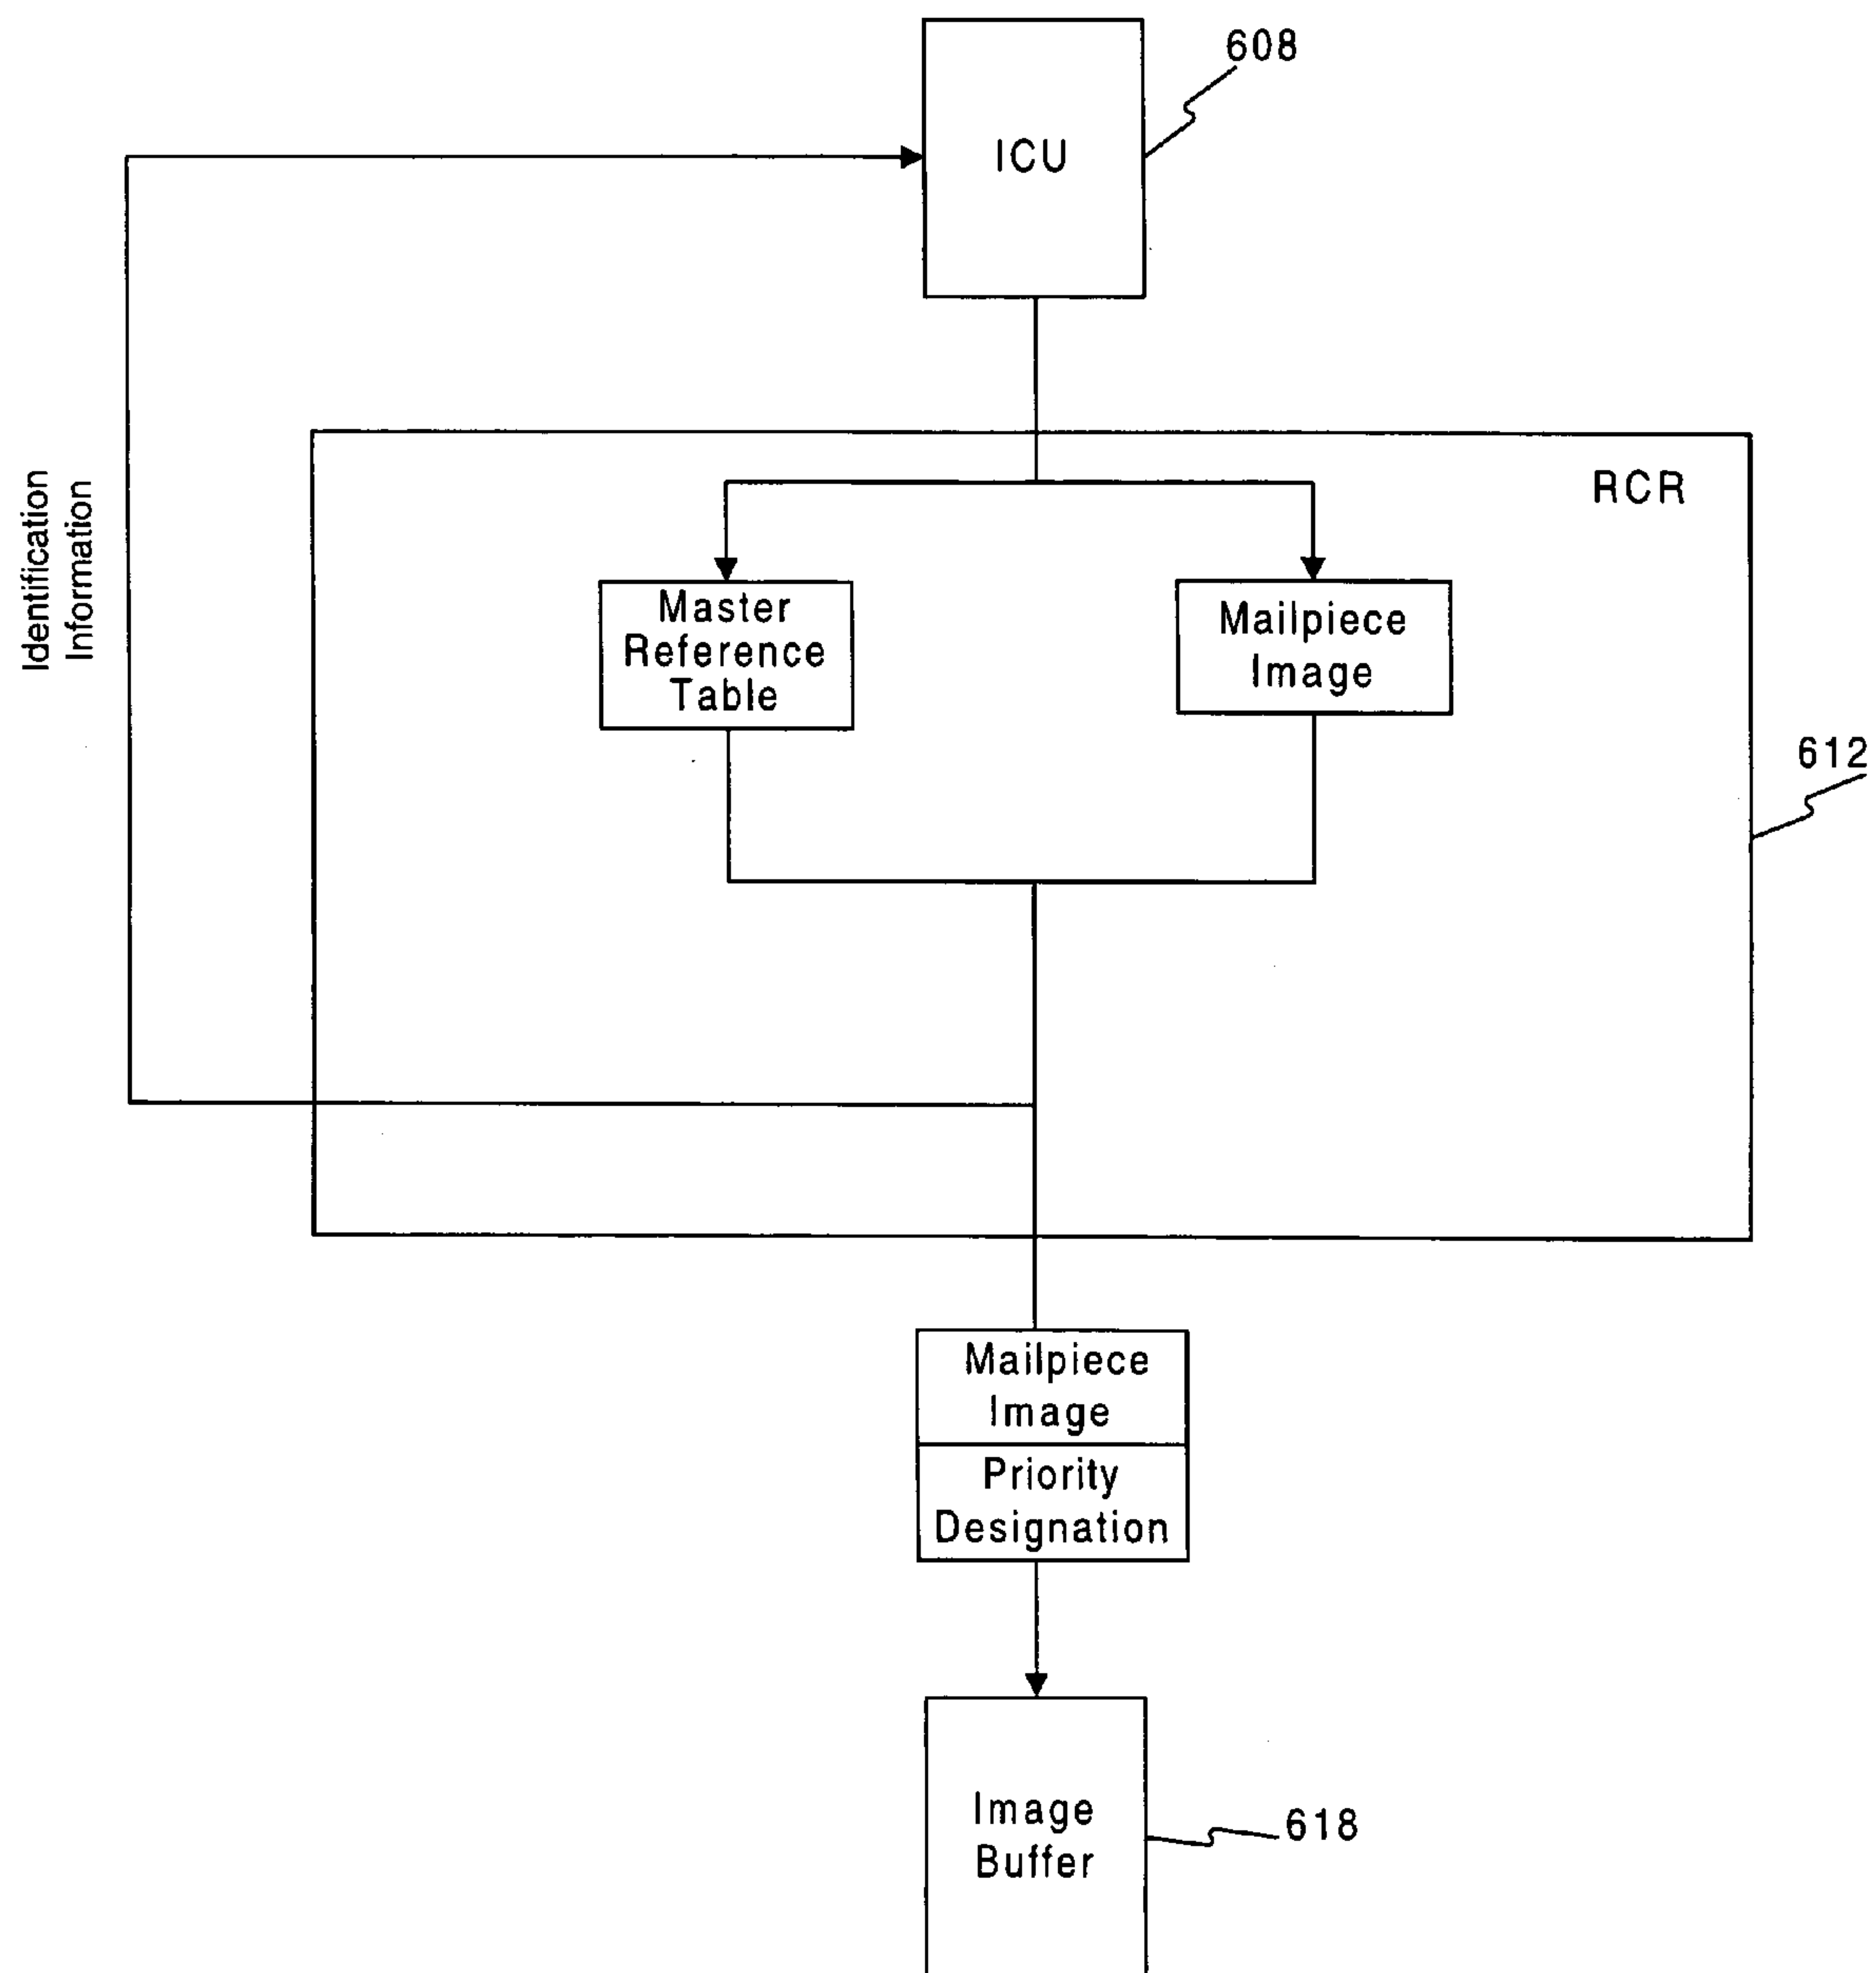 608
ICU
Identification
Information
RCR
Master
Reference
Table
Mailpiece
Image
612
Mailpiece
Image
Priority
Designation
Image
Buffer
618